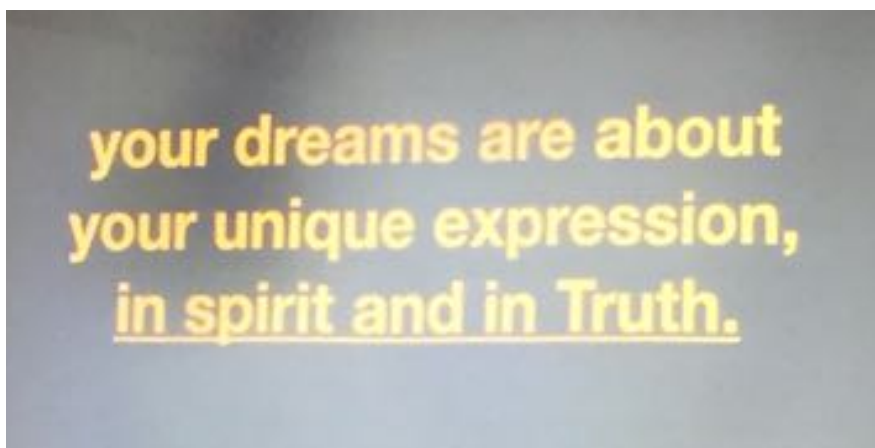 your dreams are about
your unique expression,
in spirit and in Truth.